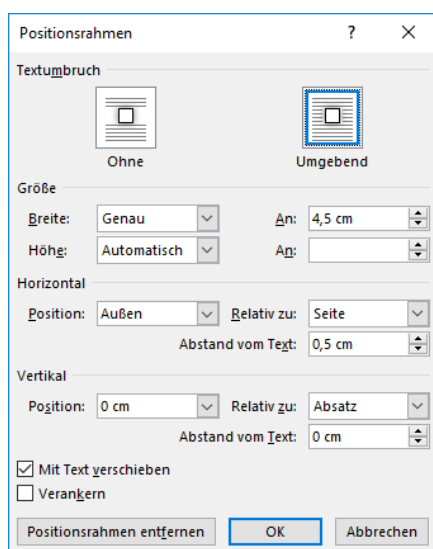 Positionsrahmen ?
Textumbruch
Ohne Umgebend
Größe
Breite: Genau An: 4,5 cm
Höhe: Automatisch An:
Horizontal
Position: Außen Relativ zu: Seite
Abstand vom Text: 0,5 cm
Vertikal
Position: 0 cm Relativ zu: Absatz
Abstand vom Text: 0 cm
Mit Text verschieben
Verankern
Positionsrahmen entfernen OK Abbrechen